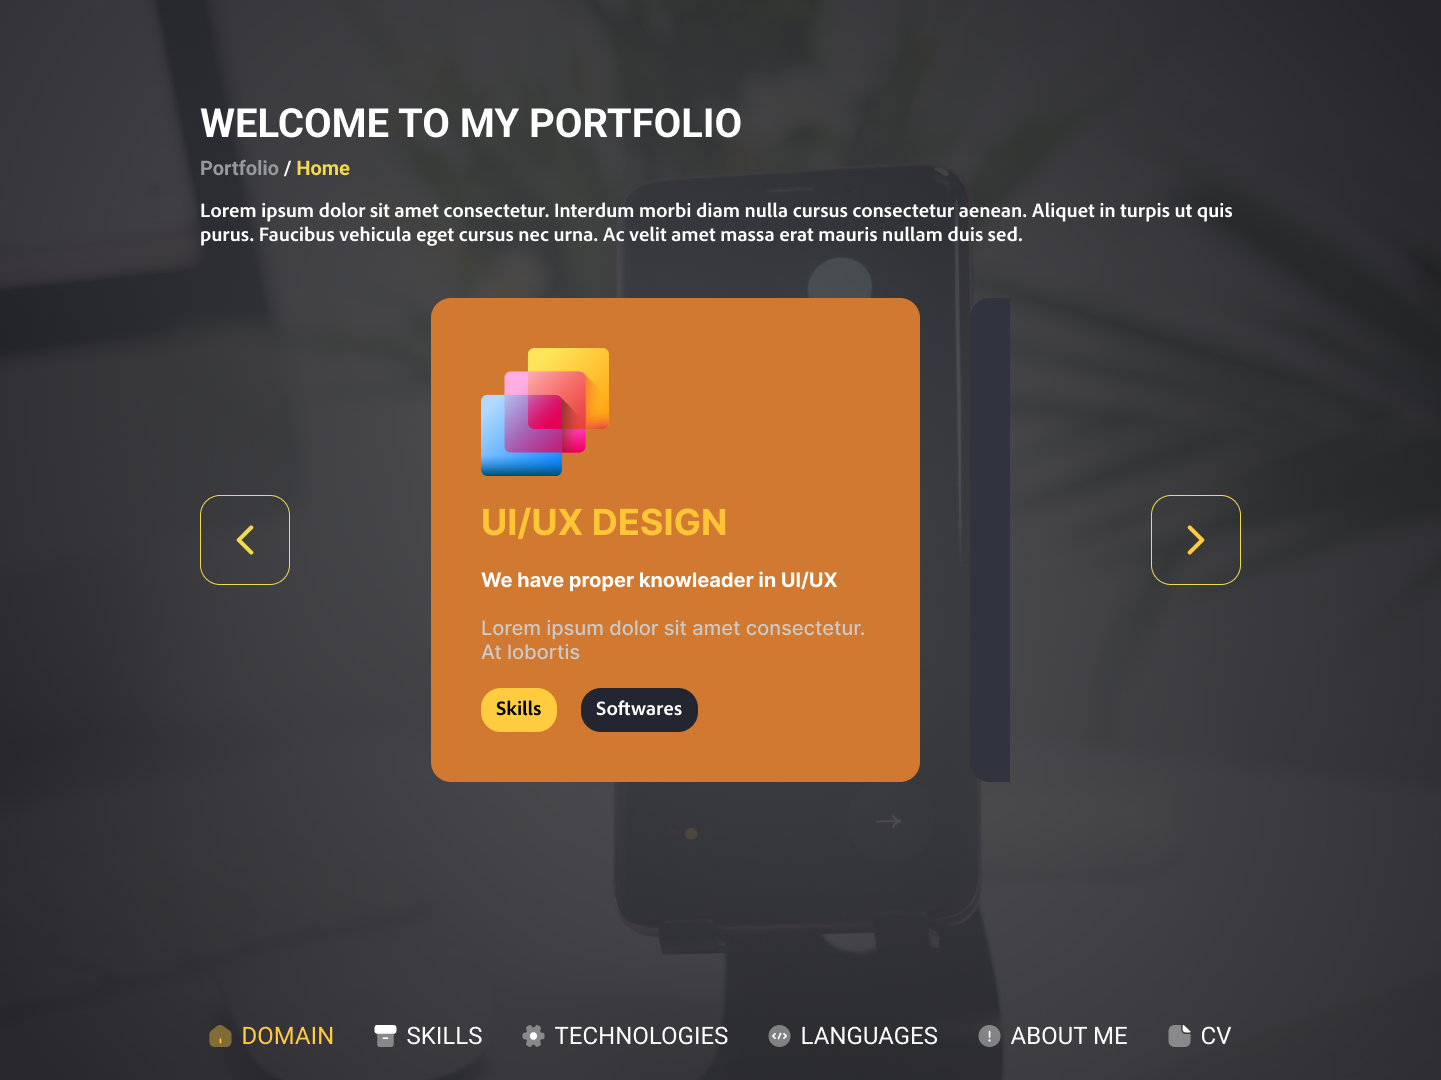 WELCOME TO MY PORTFOLIO
Portfolio / Home
Lorem ipsum dolor sit amet consectetur. Interdum morbi diam nulla cursus consectetur aenean. Aliquet in turpis ut quis
purus. Faucibus vehicula eget cursus nec urna. Ac velit amet massa erat mauris nullam duis sed.
UI/UX DESIGN
We have proper knowleader in UI/UX
Lorem ipsum dolor sit amet consectetur.
At lobortis
Skills Softwares
DOMAIN SKILLS TECHNOLOGIES LANGUAGES ABOUT ME CV